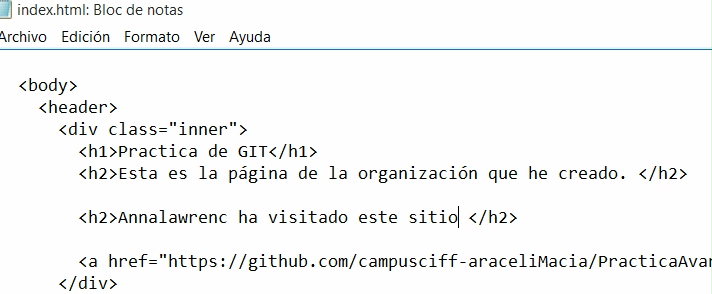 index.html: Bloc de notas
Archivo Edición Formato Ver Ayuda
<body>
<header>
<div class="inner">
<h1>Practica de GIT</h1>
<h2>Esta es la página de la organización que he creado. </h2>
<h2>Annalawrenc ha visitado este sitio </h2>
<a href="https://github.com/campusciff-araceliMacia/PracticaAvan
</div>